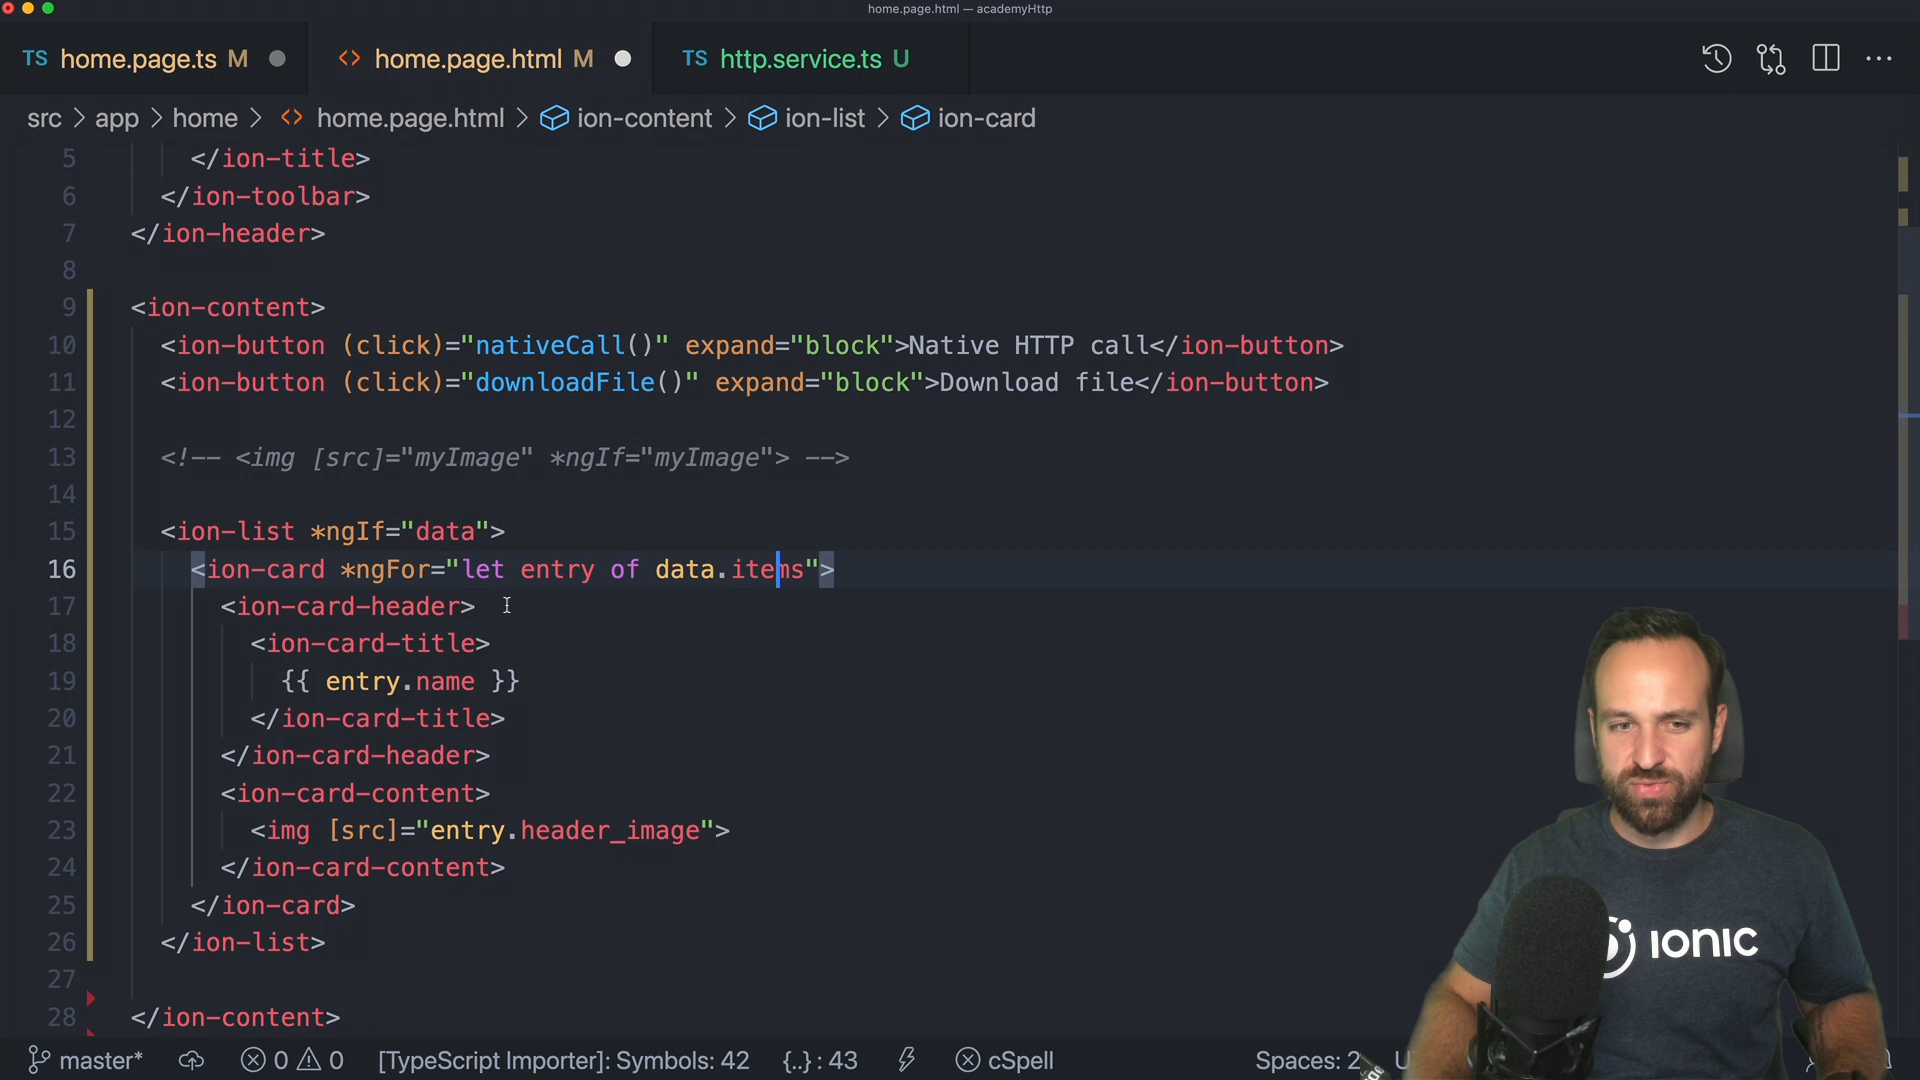 home.page.html — academyHttp
TS home.page.ts M
<> home.page.html M
TS http.service.ts U
src > app > home > <> home.page.html > ion-content > ion-list > ion-card
5 </ion-title>
6 </ion-toolbar>
7 </ion-header>
8
9 <ion-content>
10 <ion-button (click)="nativeCall()" expand="block">Native HTTP call</ion-button>
11 <ion-button (click)="downloadFile()" expand="block">Download file</ion-button>
12
13 <!-- <img [src]="myImage" *ngIf="myImage"> -->
14
15 <ion-list *ngIf="data">
16 <ion-card *ngFor="let entry of data.items">
17 <ion-card-header>
18 <ion-card-title>
19 {{ entry.name }}
20 </ion-card-title>
21 </ion-card-header>
22 <ion-card-content>
23 <img [src]="entry.header_image">
24 </ion-card-content>
25 </ion-card>
26 </ion-list>
27
28 </ion-content>
IONIC
master* 0 0 [TypeScript Importer]: Symbols: 42 {..} : 43 cSpell Spaces: 2